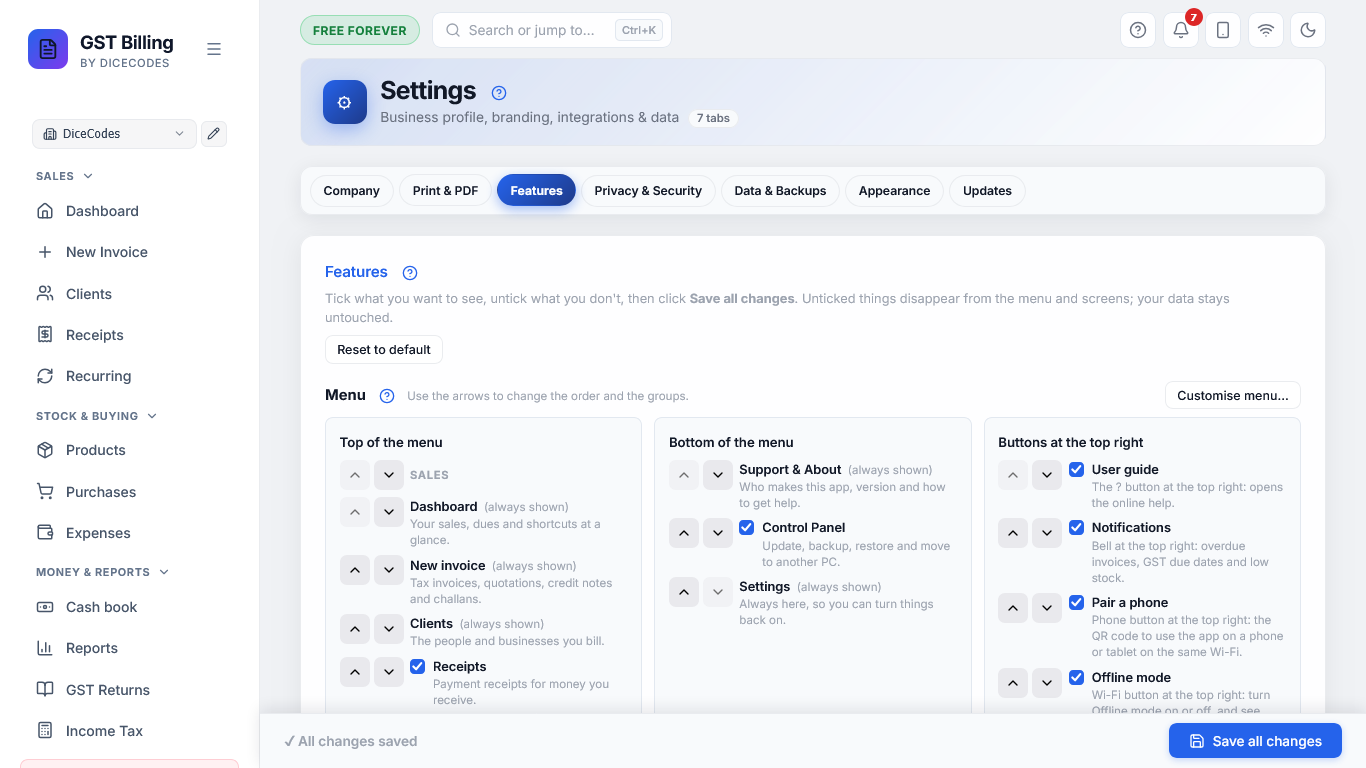 GST Billing
BY DICECODES
DiceCodes
SALES
Dashboard
New Invoice
Clients
Receipts
Recurring
STOCK & BUYING
Products
Purchases
Expenses
MONEY & REPORTS
Cash book
Reports
GST Returns
Income Tax
FREE FOREVER
Search or jump to...
Ctrl+K
7
Settings
Business profile, branding, integrations & data
7 tabs
Company
Print & PDF
Features
Privacy & Security
Data & Backups
Appearance
Updates
Features
Tick what you want to see, untick what you don't, then click Save all changes. Unticked things disappear from the menu and screens; your data stays
untouched.
Reset to default
Menu
Use the arrows to change the order and the groups.
Customise menu...
Top of the menu
SALES
Dashboard (always shown)
Your sales, dues and shortcuts at a
glance.
New invoice (always shown)
Tax invoices, quotations, credit notes
and challans.
Clients (always shown)
The people and businesses you bill.
Receipts
Payment receipts for money you
receive.
Bottom of the menu
Support & About (always shown)
Who makes this app, version and how
to get help.
Control Panel
Update, backup, restore and move
to another PC.
Settings (always shown)
Always here, so you can turn things
back on.
Buttons at the top right
User guide
The ? button at the top right: opens
the online help.
Notifications
Bell at the top right: overdue
invoices, GST due dates and low
stock.
Pair a phone
Phone button at the top right: the
QR code to use the app on a phone
or tablet on the same Wi-Fi.
Offline mode
Wi-Fi button at the top right: turn
Offline mode on or off, and see
✓ All changes saved
Save all changes